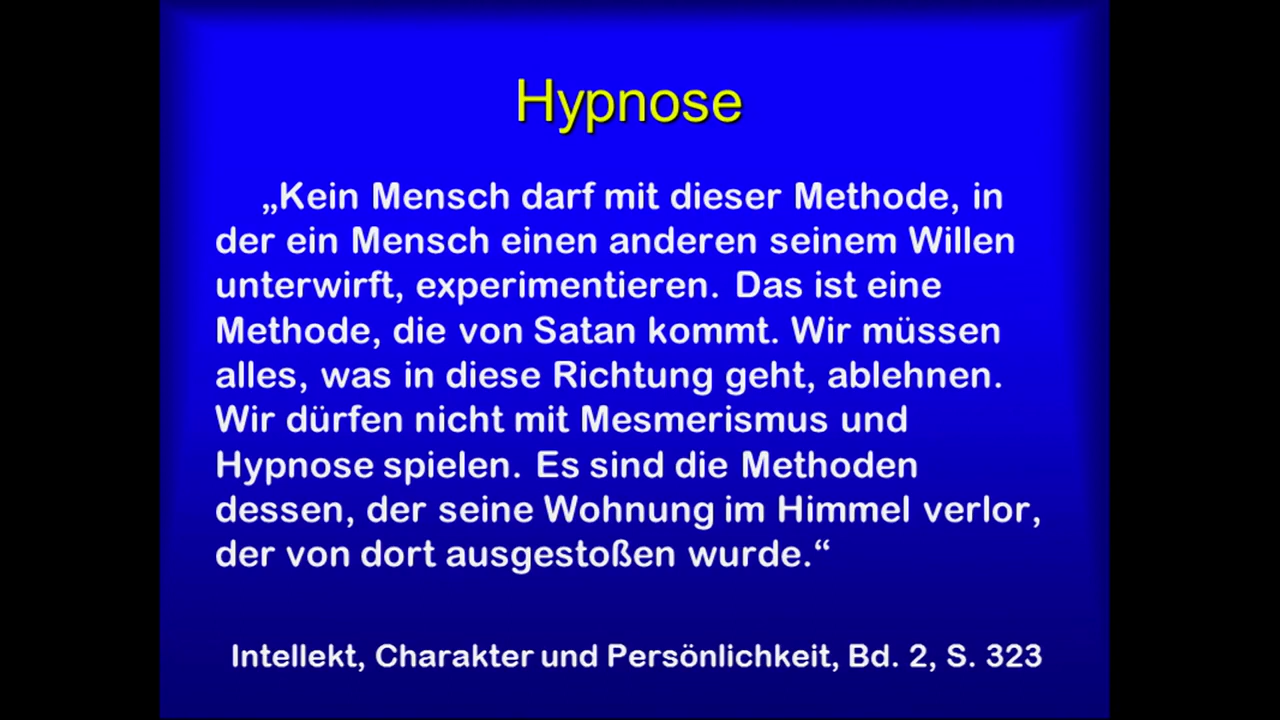 Hypnose
„Kein Mensch darf mit dieser Methode, in
der ein Mensch einen anderen seinem Willen
unterwirft, experimentieren. Das ist eine
Methode, die von Satan kommt. Wir müssen
alles, was in diese Richtung geht, ablehnen.
Wir dürfen nicht mit Mesmerismus und
Hypnose spielen. Es sind die Methoden
dessen, der seine Wohnung im Himmel verlor,
der von dort ausgestoßen wurde.“
Intellekt, Charakter und Persönlichkeit, Bd. 2, S. 323